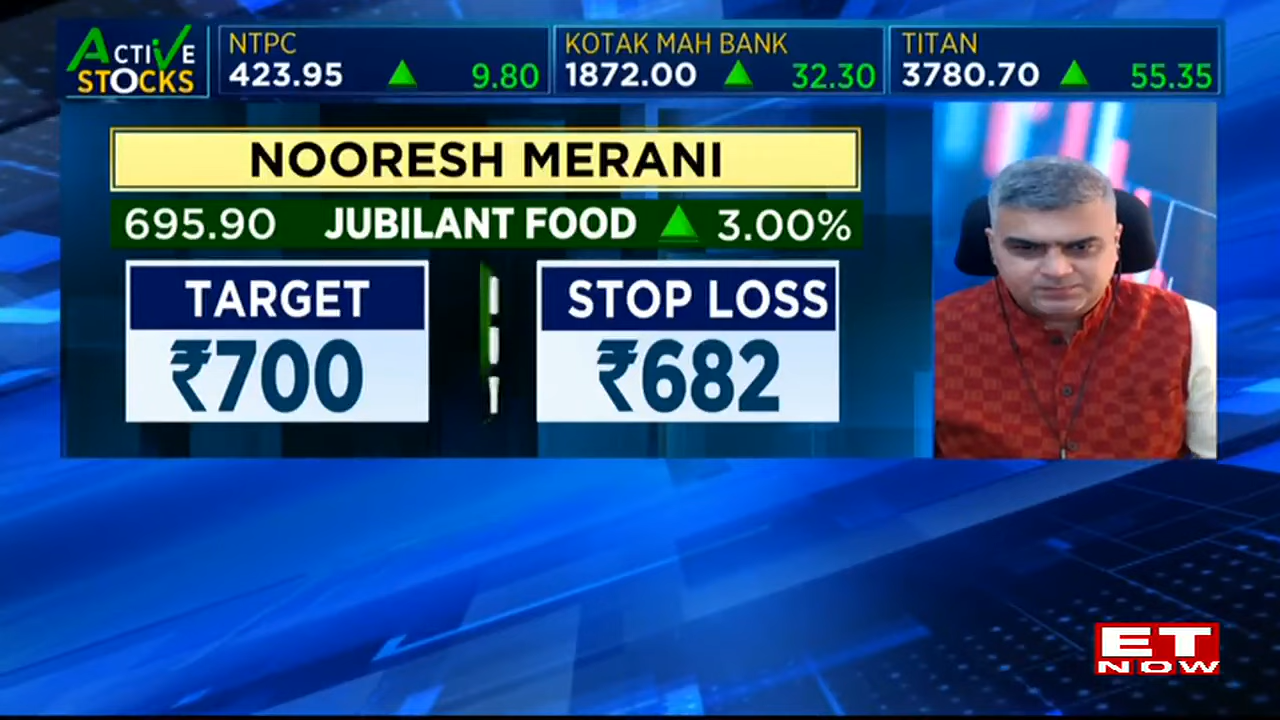 ACTIVE
STOCKS
NTPC
423.95 ▲ 9.80
KOTAK MAH BANK
1872.00 ▲ 32.30
TITAN
3780.70 ▲ 55.35
NOORESH MERANI
695.90 JUBILANT FOOD ▲ 3.00%
TARGET
₹700
STOP LOSS
₹682
ET
NOW